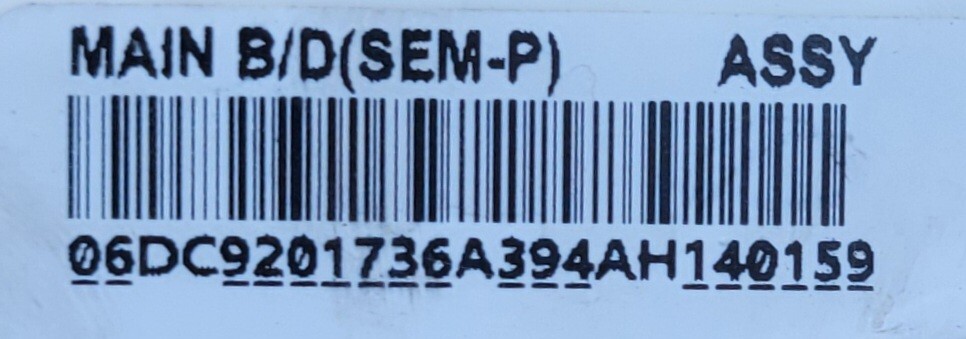 MAIN B/D(SEM-P) ASSY
06DC9201736A394AH140159